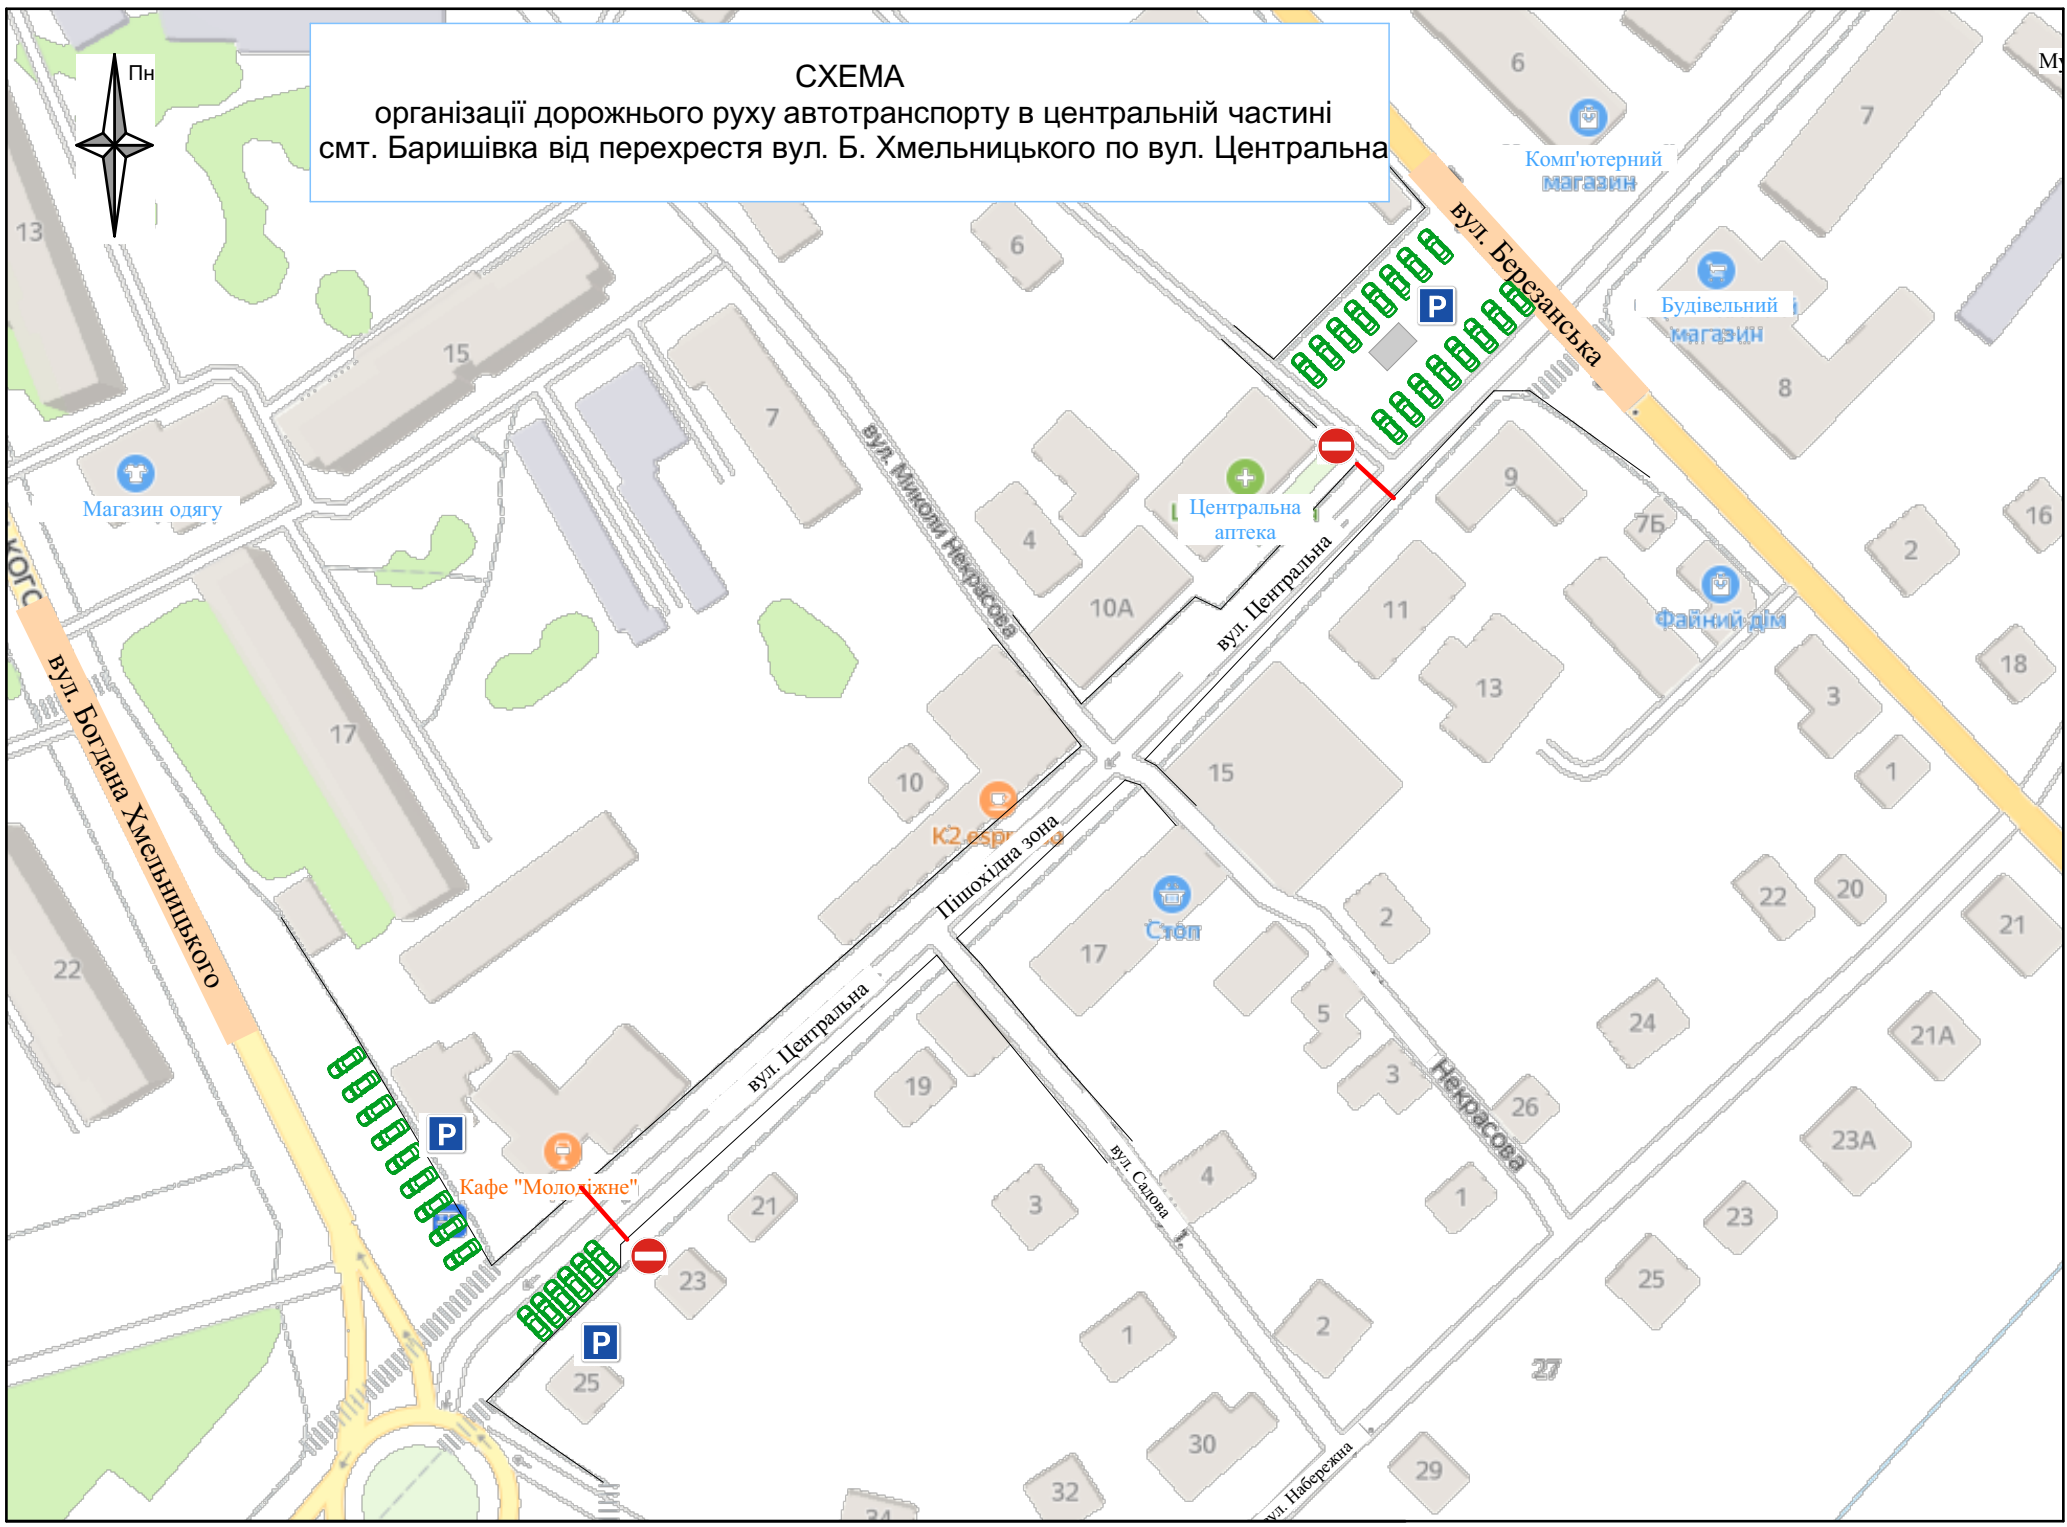 Пн
СХЕМА
організації дорожнього руху автотранспорту в центральній частині
смт. Баришівка від перехрестя вул. Б. Хмельницького по вул. Центральна
6
7
Комп'ютерний
магазин
13
6
вул. Березанська
P
Будівельний
магазин
15
7
8
вул. Миколи Некрасова
Магазин одягу
9
Центральна
аптека
7Б
16
2
4
10А
вул. Центральна
11
Файний дім
13
18
3
вул. Богдана Хмельницького
17
10
15
1
K2
Пішохідна зона
22
20
21
2
Стоп
17
22
вул. Центральна
5
24
21А
19
3
Некрасова
26
23А
P
Кафе "Молодіжне"
21
3
4
вул. Садова
1
23
23
25
P
25
1
2
27
30
29
32
34
вул. Набережна